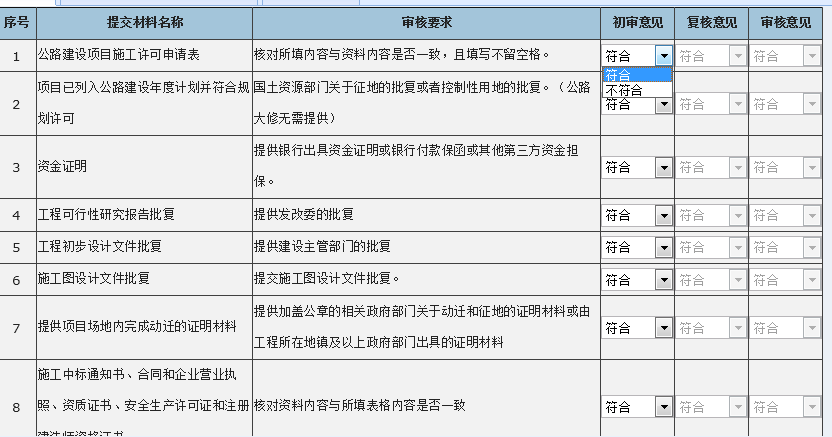 序号 提交材料名称 审核要求 初审意见 复核意见 审核意见
1 公路建设项目施工许可申请表 核对所填内容与资料内容是否一致，且填写不留空格。 符合 符合 符合
符合
不符合
2 项目已列入公路建设年度计划并符合规划许可 国土资源部门关于征地的批复或者控制性用地的批复。（公路大修无需提供） 符合 符合 符合
3 资金证明 提供银行出具资金证明或银行付款保函或其他第三方资金担保。 符合 符合 符合
4 工程可行性研究报告批复 提供发改委的批复 符合 符合 符合
5 工程初步设计文件批复 提供建设主管部门的批复 符合 符合 符合
6 施工图设计文件批复 提交施工图设计文件批复。 符合 符合 符合
7 提供项目场地内完成动迁的证明材料 提供加盖公章的相关政府部门关于动迁和征地的证明材料或由工程所在地镇及以上政府部门出具的证明材料 符合 符合 符合
8 施工中标通知书、合同和企业营业执照、资质证书、安全生产许可证和注册 核对资料内容与所填表格内容是否一致 符合 符合 符合